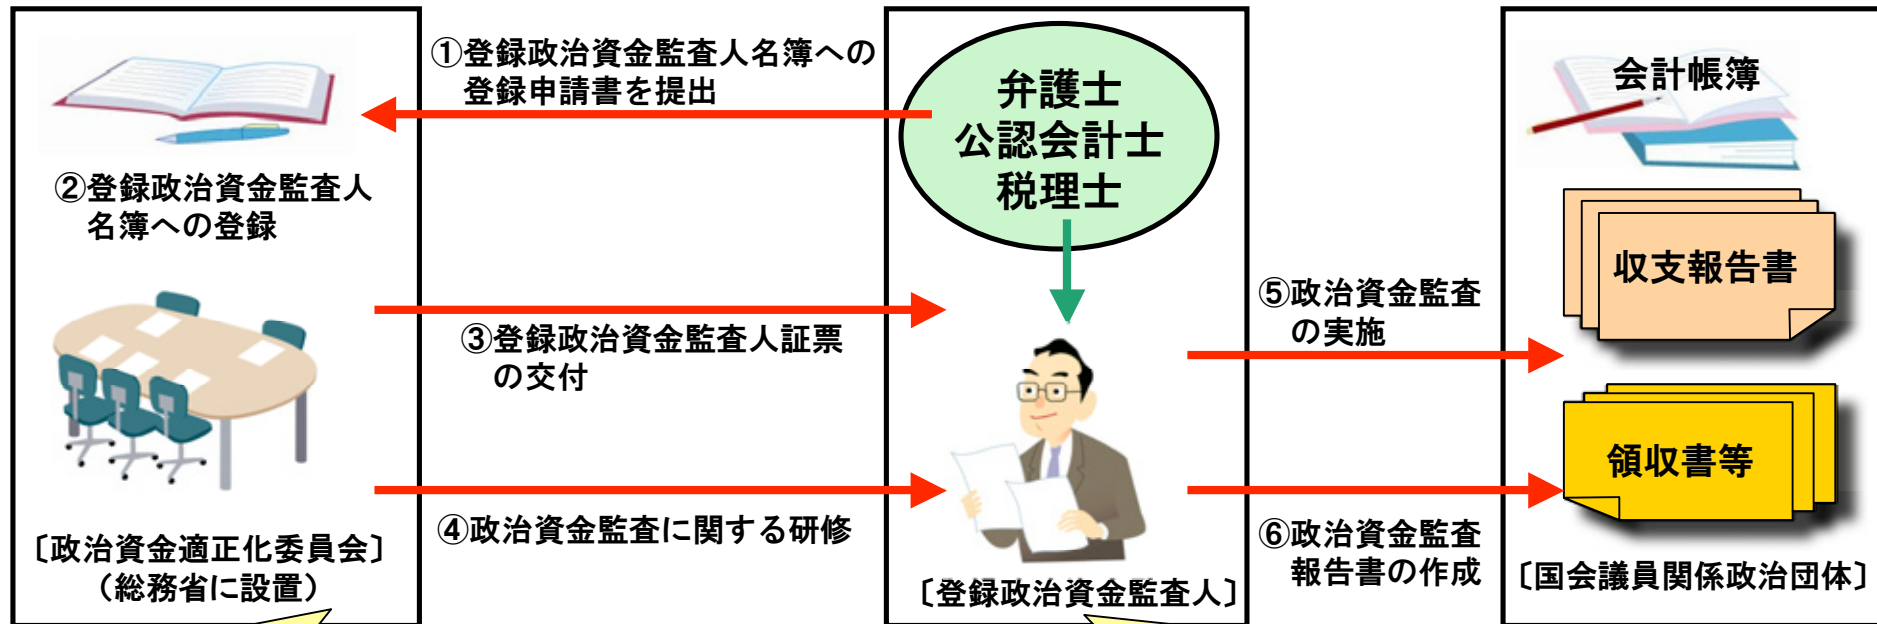 ①登録政治資金監査人名簿への
登録申請書を提出
②登録政治資金監査人
名簿への登録
〔政治資金適正化委員会〕
(総務省に設置)
弁護士
公認会計士
税理士
③登録政治資金監査人証票
の交付
④政治資金監査に関する研修
〔登録政治資金監査人〕
⑤政治資金監査
の実施
⑥政治資金監査
報告書の作成
会計帳簿
収支報告書
領収書等
〔国会議員関係政治団体〕